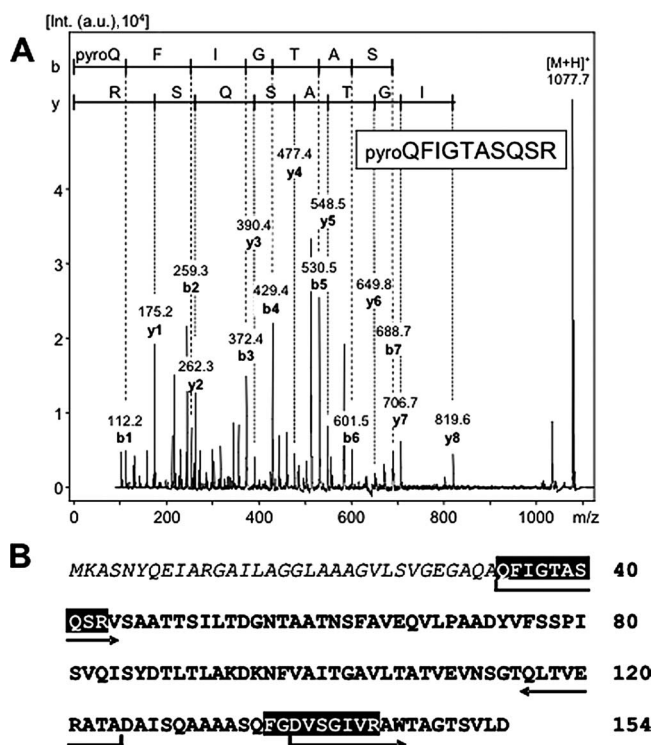 [Int. (a.u.),10⁴]
A
pyroQ F I G T A S
b
y
R S Q S A T G I
[M+H]⁺
1077.7
pyroQFIGTASQSR
477.4
y4
4
548.5
y5
390.4
y3
3
259.3
b2
530.5
b5
649.8
y6
429.4
b4
175.2
y1
688.7
b7
372.4
b3
2
262.3
y2
706.7
y7
601.5
b6
819.6
y8
1
112.2
b1
0
0 200 400 600 800 1000 m/z
B
MKASNYQEIARGAILAGGLAAAGVLSVGEGAQAQFIGTAS 40
QSRVSAATTSILTDGNTAATNSFAVEQVLPAADYVFSSPI 80
SVQISYDTLTLAKDKNFVAITGAVLTATVEVNSGTQLTVE 120
RATADAISQAAAASQFGDVSGIVRAWTAGTSVLD 154